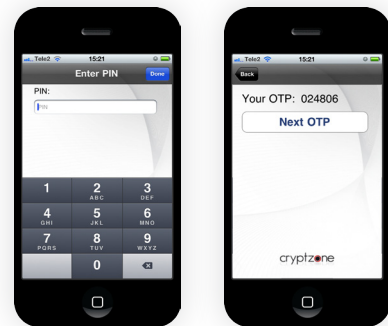 Tele2 15:21
Enter PIN Done
PIN:
PIN
1 2 3
ABC DEF
4 5 6
GHI JKL MNO
7 8 9
PQRS TUV WXYZ
0
Tele2 15:21
Back
Your OTP: 024806
Next OTP
cryptzone